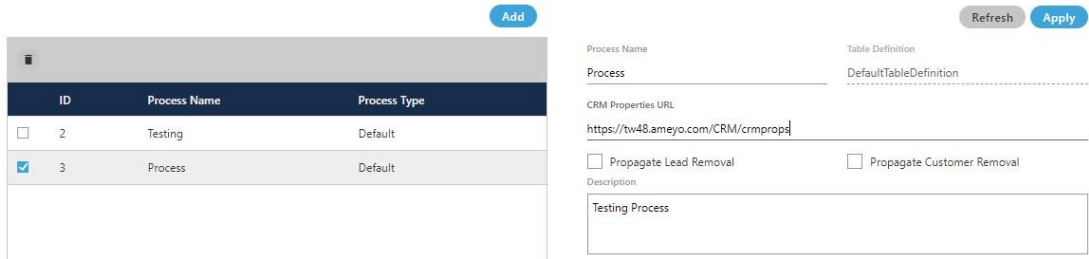 Add
ID Process Name Process Type
2 Testing Default
3 Process Default
Refresh Apply
Process Name Table Definition
Process DefaultTableDefinition
CRM Properties URL
https://tw48.ameyo.com/CRM/crmprops
Propagate Lead Removal Propagate Customer Removal
Description
Testing Process